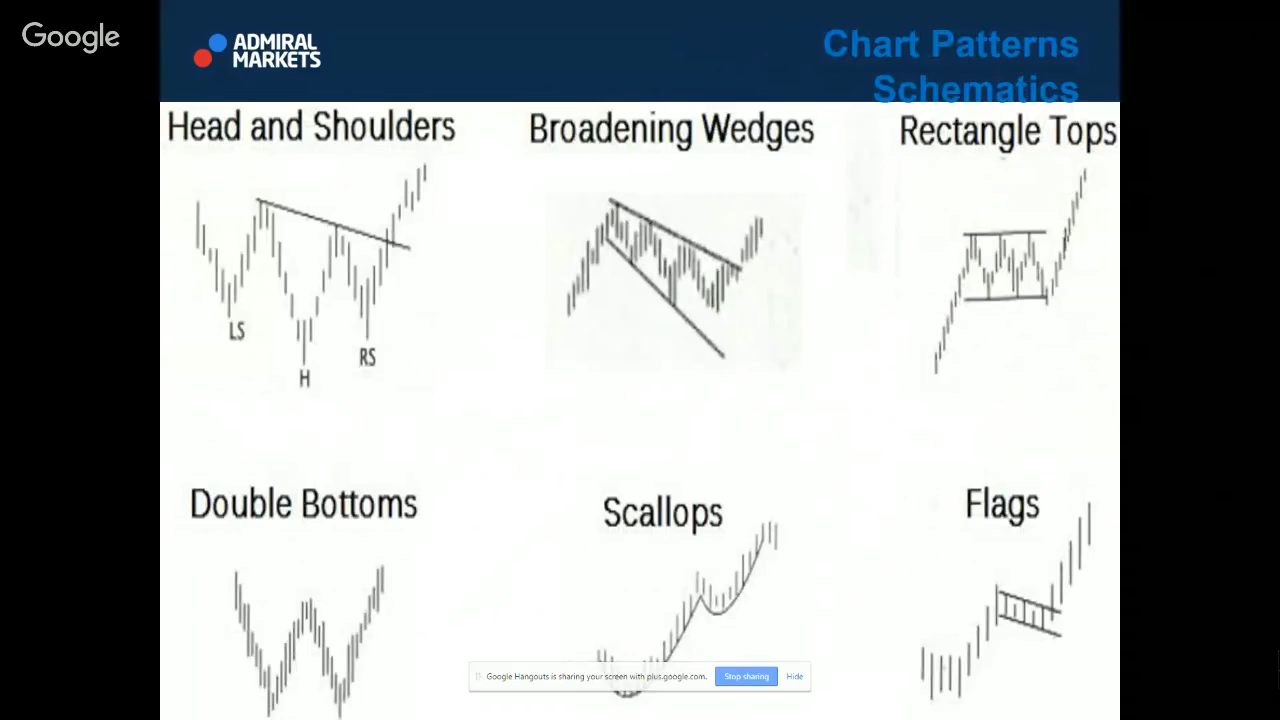 Google
ADMIRAL
MARKETS
Chart Patterns
Schematics
Head and Shoulders
Broadening Wedges
Rectangle Tops
LS
RS
H
Double Bottoms
Scallops
Flags
Google Hangouts is sharing your screen with plus.google.com.
Stop sharing
Hide